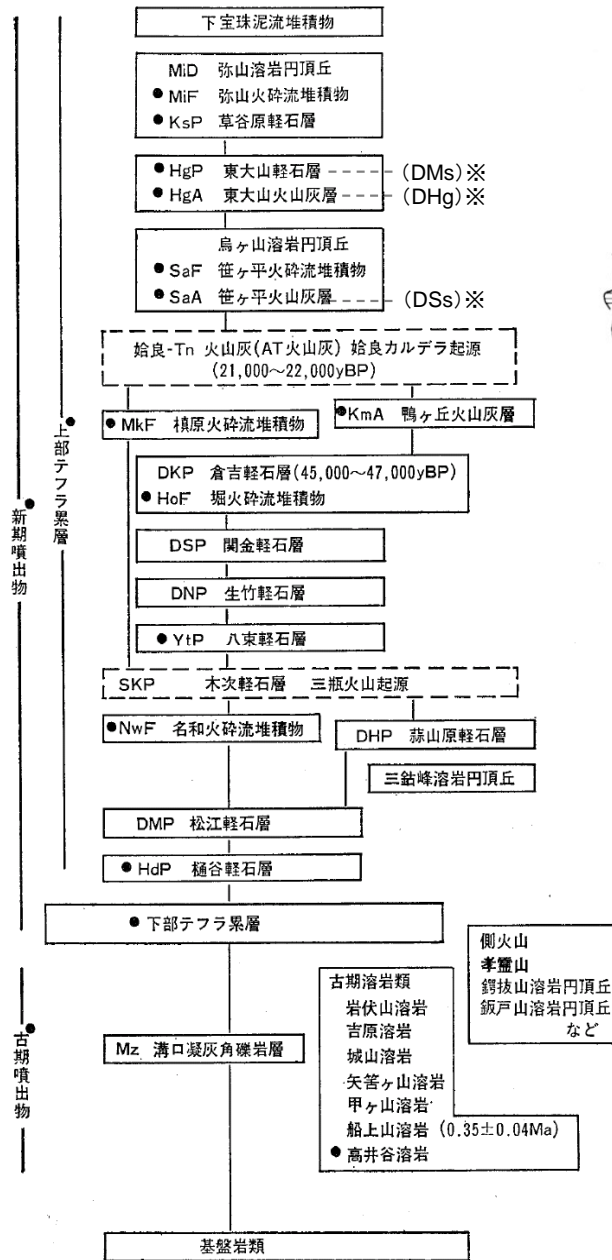 下宝珠泥流堆積物
MiD 弥山溶岩円頂丘
●MiF 弥山火砕流堆積物
●KsP 草谷原軽石層
●HgP 東大山軽石層 ---- (DMs)※
●HgA 東大山火山灰層 ---- (DHg)※
烏ヶ山溶岩円頂丘
●SaF 笹ヶ平火砕流堆積物
●SaA 笹ヶ平火山灰層 ---- (DSs)※
姶良-Tn 火山灰(AT火山灰) 姶良カルデラ起源
(21,000~22,000yBP)
●MkF 槙原火砕流堆積物
●KmA 鴨ヶ丘火山灰層
DKP 倉吉軽石層(45,000~47,000yBP)
●HoF 堀火砕流堆積物
DSP 関金軽石層
DNP 生竹軽石層
●YtP 八束軽石層
SKP 木次軽石層 三瓶火山起源
●NwF 名和火砕流堆積物
DHP 蒜山原軽石層
三鈷峰溶岩円頂丘
DMP 松江軽石層
●HdP 樋谷軽石層
●下部テフラ累層
上部テフラ累層●
新期噴出物●
側火山
孝霊山
鍔抜山溶岩円頂丘
飯戸山溶岩円頂丘
など
古期溶岩類
岩伏山溶岩
吉原溶岩
城山溶岩
矢筈ヶ山溶岩
甲ヶ山溶岩
船上山溶岩 (0.35±0.04Ma)
●高井谷溶岩
Mz 溝口凝灰角礫岩層
古期噴出物●
基盤岩類